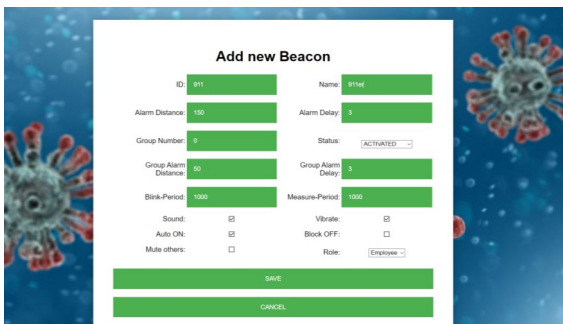 Add new Beacon
ID: 911 Name: 911e
Alarm Distance: 150 Alarm Delay: 3
Group Number: 0 Status: ACTIVATED
Group Alarm Distance: 50 Group Alarm Delay: 3
Blink-Period: 1000 Measure-Period: 1000
Sound: Vibrate:
Auto ON: Block OFF:
Mute others: Role: Employee
SAVE
CANCEL